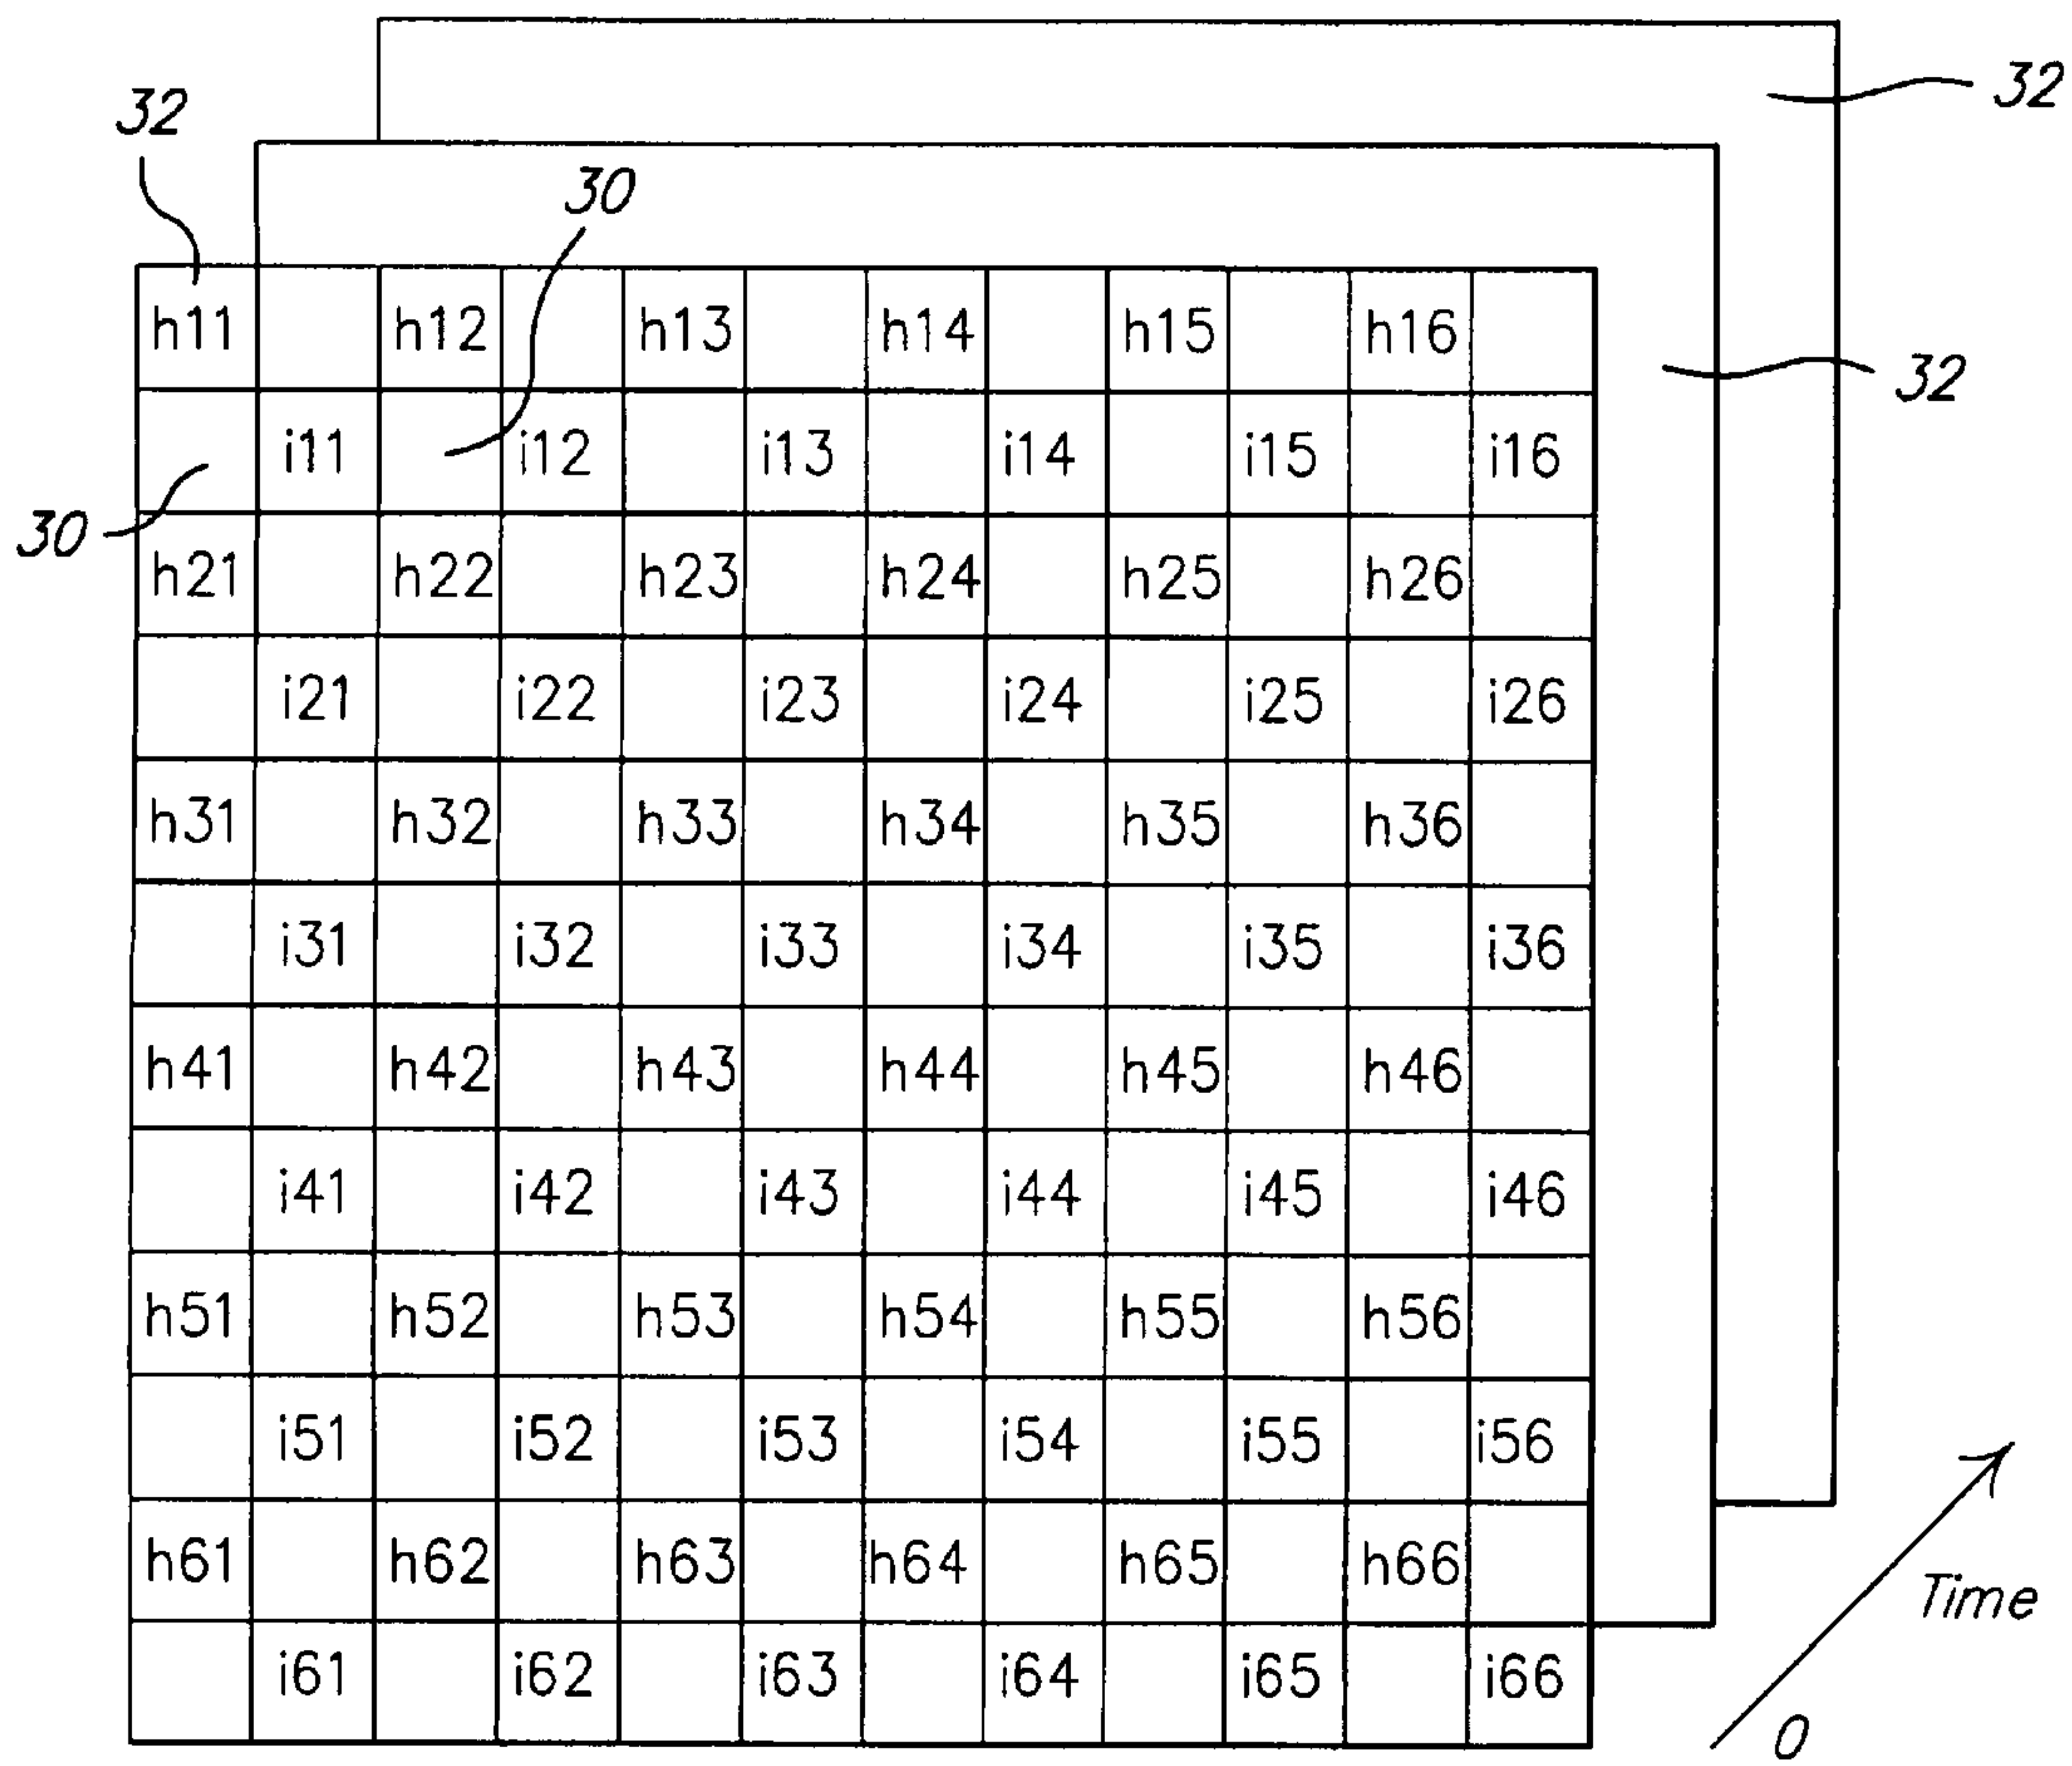 32
32
30
h11 h12 h13 h14 h15 h16
32
i11 i12 i13 i14 i15 i16
30
h21 h22 h23 h24 h25 h26
i21 i22 i23 i24 i25 i26
h31 h32 h33 h34 h35 h36
i31 i32 i33 i34 i35 i36
h41 h42 h43 h44 h45 h46
i41 i42 i43 i44 i45 i46
h51 h52 h53 h54 h55 h56
i51 i52 i53 i54 i55 i56
h61 h62 h63 h64 h65 h66
Time
i61 i62 i63 i64 i65 i66
0